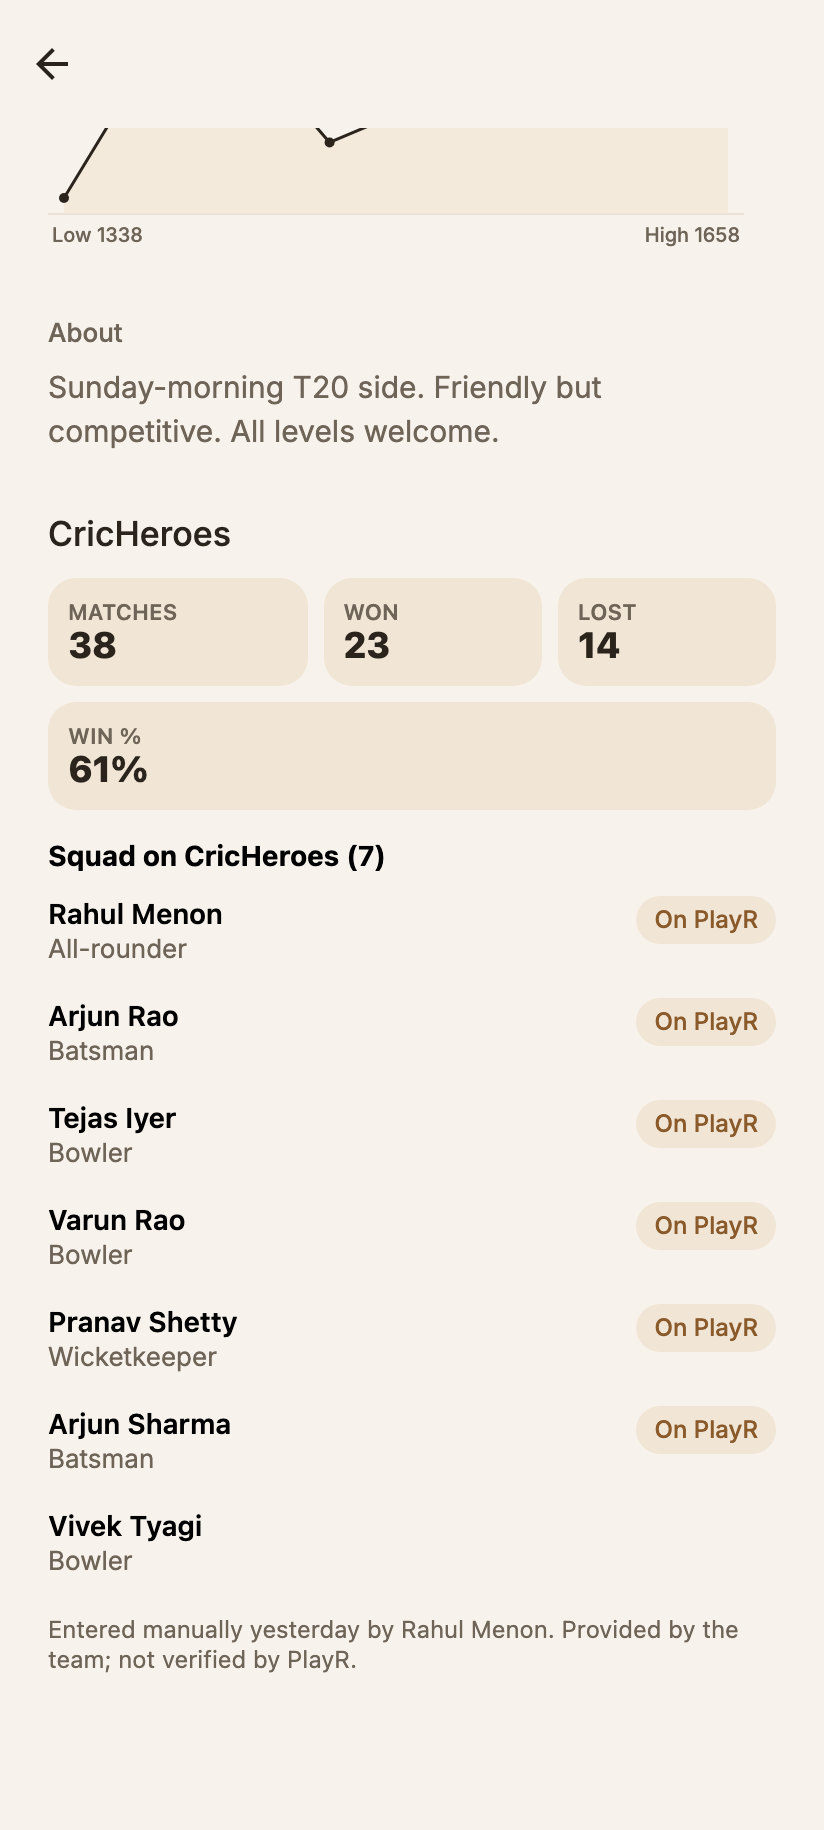 Low 1338
High 1658
About
Sunday-morning T20 side. Friendly but
competitive. All levels welcome.
CricHeroes
MATCHES
38
WON
23
LOST
14
WIN %
61%
Squad on CricHeroes (7)
Rahul Menon
All-rounder
On PlayR
Arjun Rao
Batsman
On PlayR
Tejas Iyer
Bowler
On PlayR
Varun Rao
Bowler
On PlayR
Pranav Shetty
Wicketkeeper
On PlayR
Arjun Sharma
Batsman
On PlayR
Vivek Tyagi
Bowler
Entered manually yesterday by Rahul Menon. Provided by the
team; not verified by PlayR.